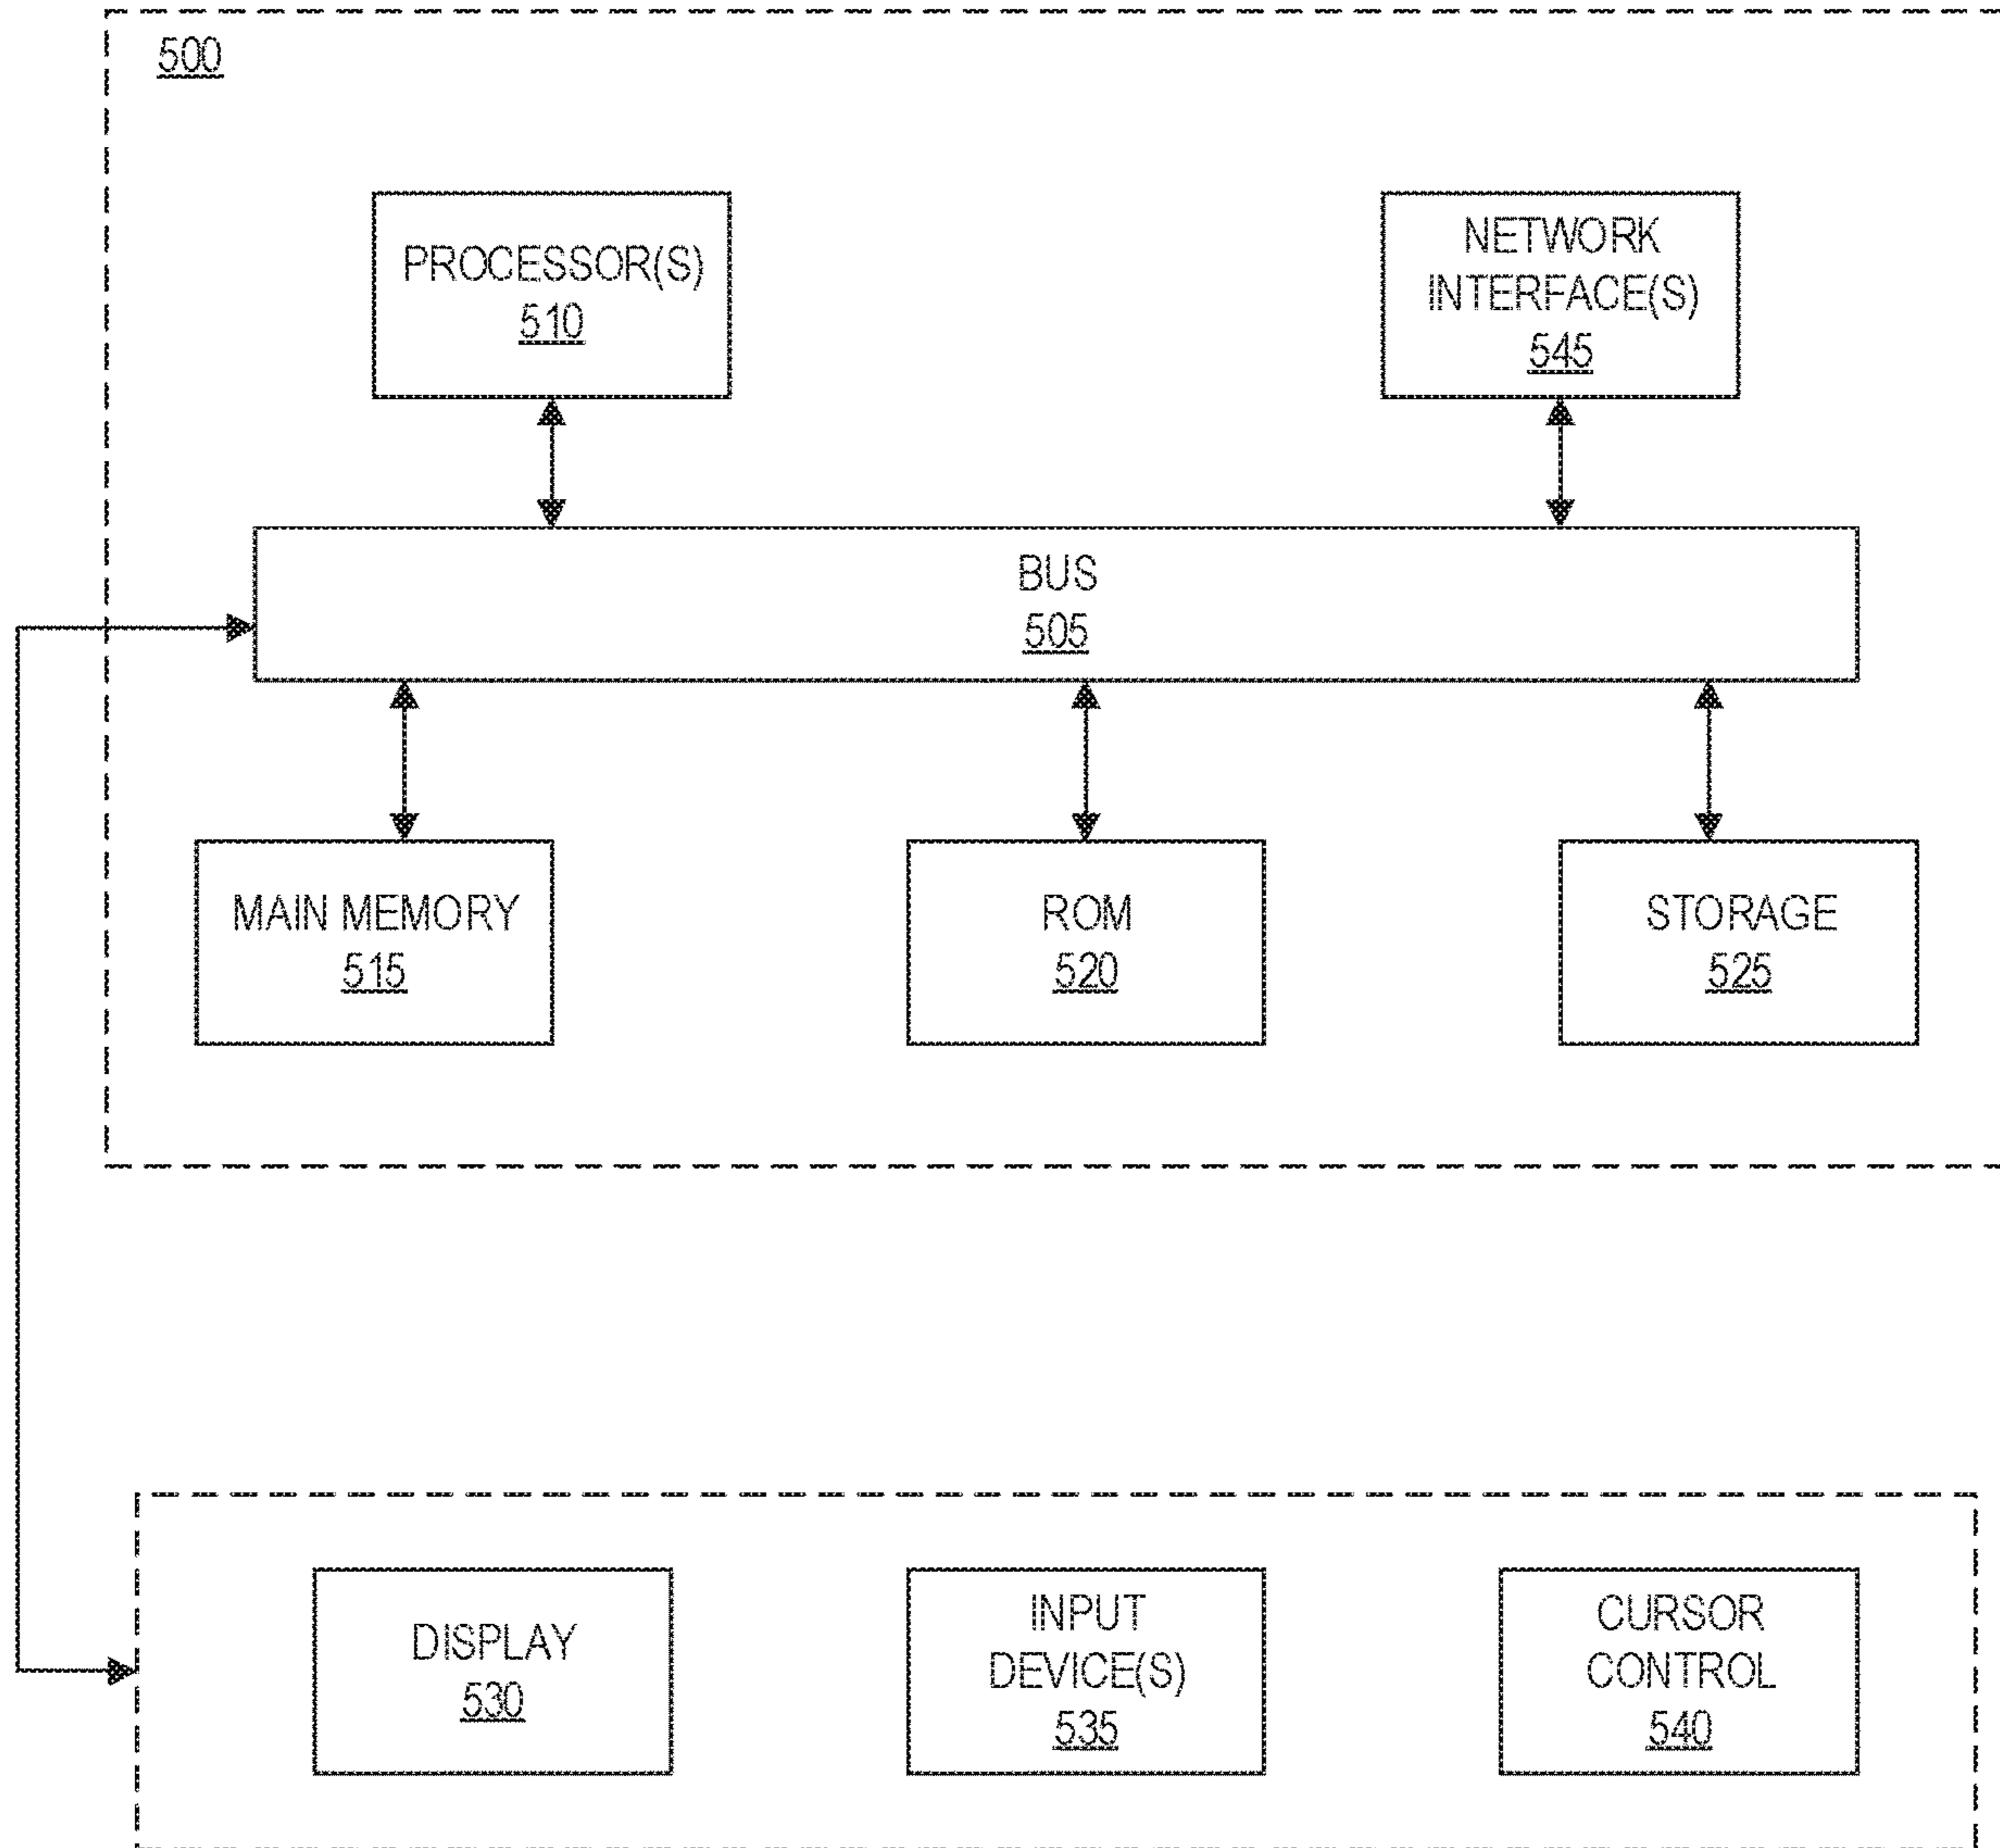 500
PROCESSOR(S)
510
NETWORK
INTERFACE(S)
545
BUS
505
MAIN MEMORY
515
ROM
520
STORAGE
525
DISPLAY
530
INPUT
DEVICE(S)
535
CURSOR
CONTROL
540